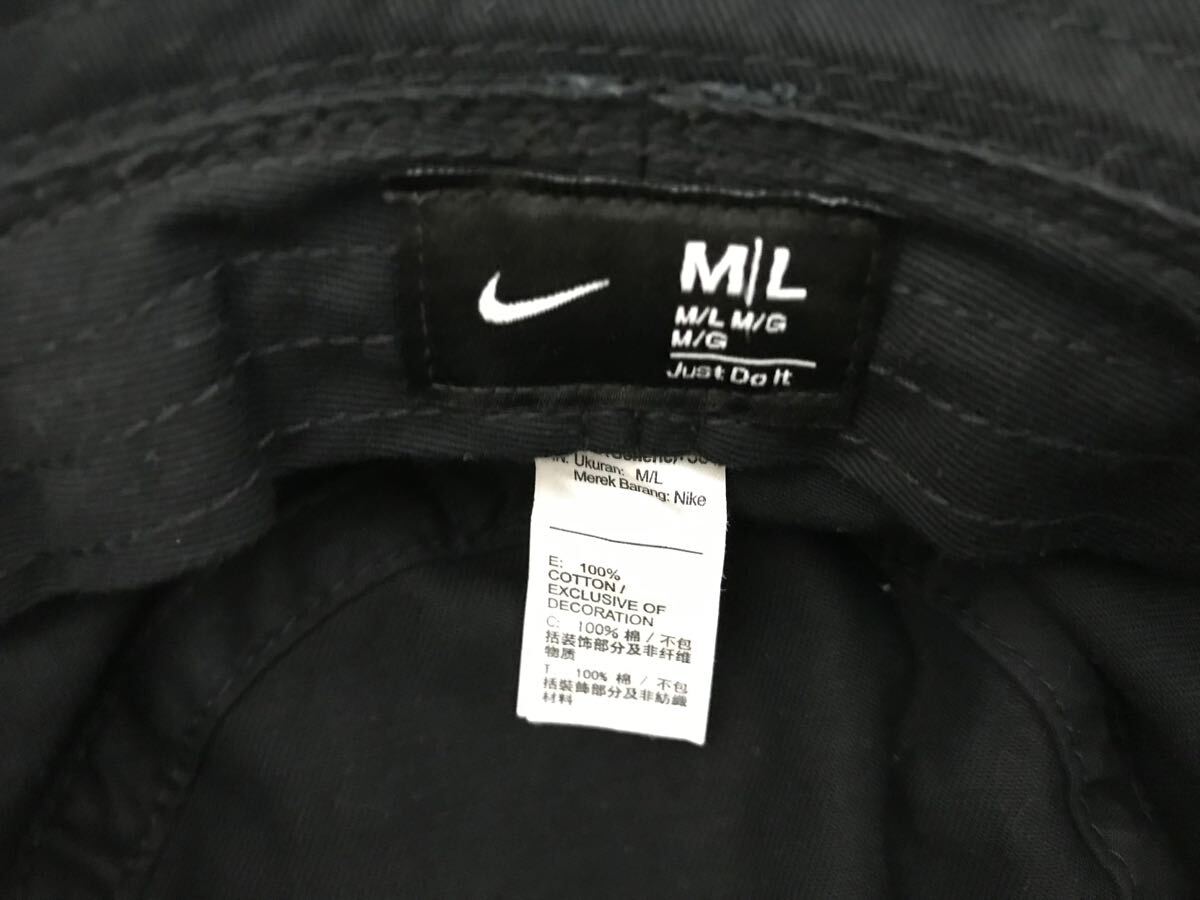 M/L
M/L M/G
M/G
Just Do It
IN: Ukuran: M/L
Merek Barang: Nike
E: 100%
COTTON /
EXCLUSIVE OF
DECORATION
C: 100% 棉 / 不包
括装饰部分及非纤维
物质
T 100% 棉 / 不包
括裝飾部分及非紡織
材料